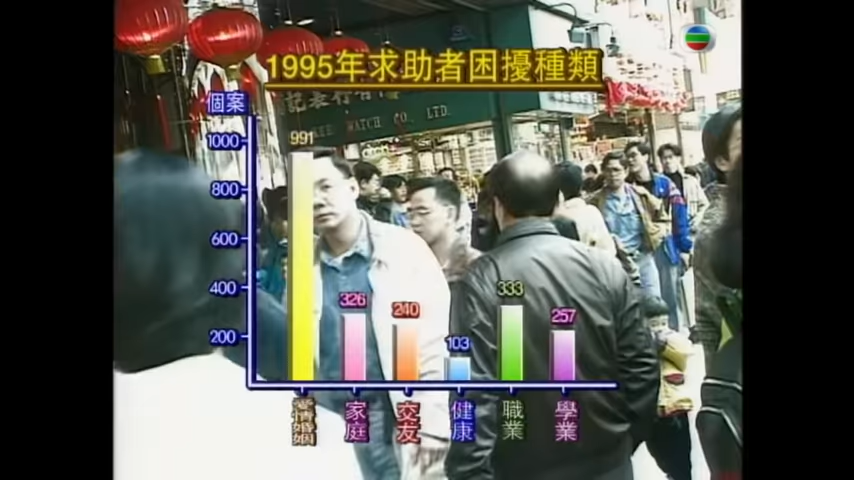 1995年求助者困擾種類
個案
1000
800
600
400
200
991
326
240
103
333
257
愛情婚姻
家庭
交友
健康
職業
學業
WATCH CO., LTD.